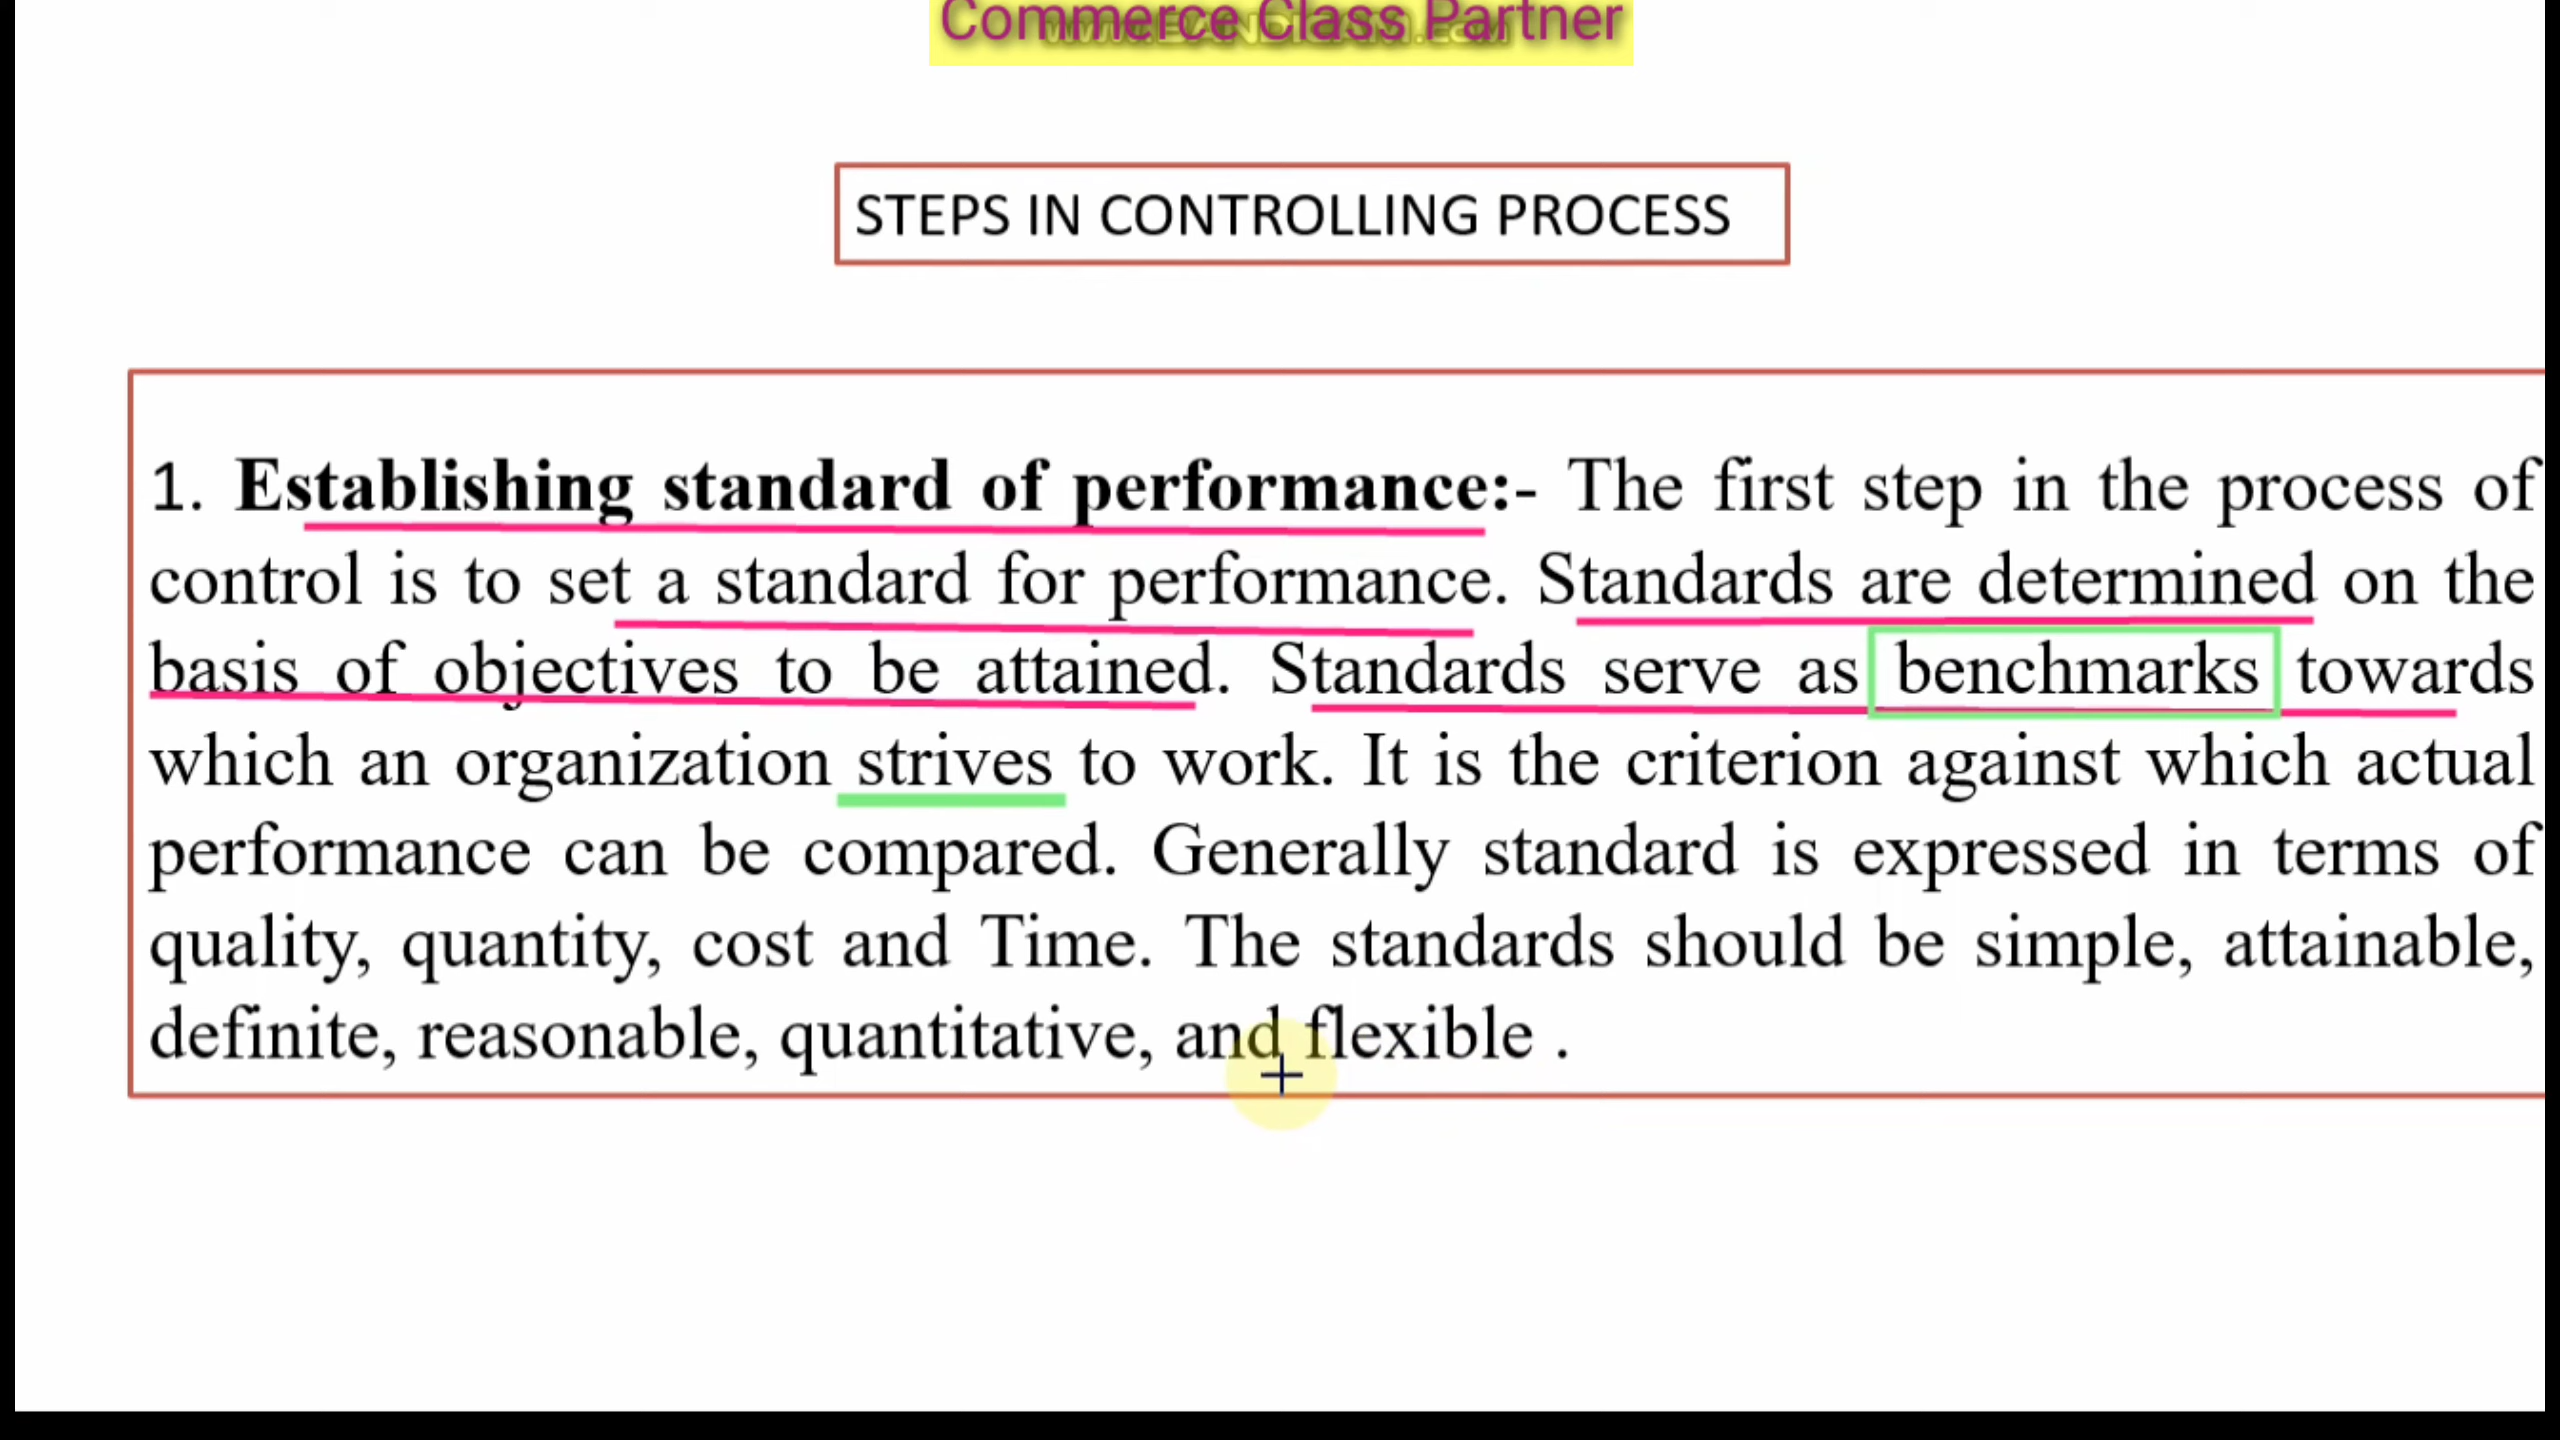 Commerce Class Partner
www.BANDICAM.com
STEPS IN CONTROLLING PROCESS
1. Establishing standard of performance:- The first step in the process of
control is to set a standard for performance. Standards are determined on the
basis of objectives to be attained. Standards serve as benchmarks towards
which an organization strives to work. It is the criterion against which actual
performance can be compared. Generally standard is expressed in terms of
quality, quantity, cost and Time. The standards should be simple, attainable,
definite, reasonable, quantitative, and flexible .